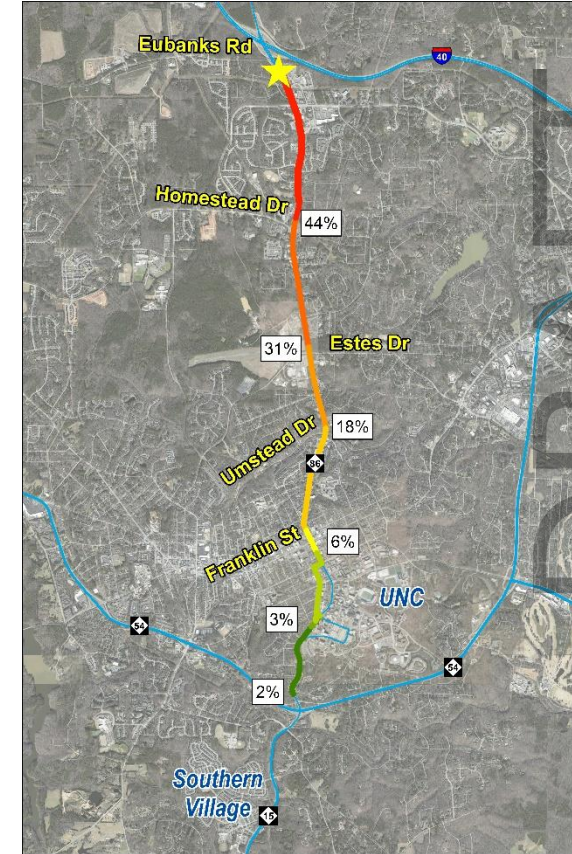 Eubanks Rd
40
Homestead Dr
44%
31%
Estes Dr
Umstead Dr
18%
86
Franklin St
6%
UNC
3%
54
54
2%
Southern
Village
15